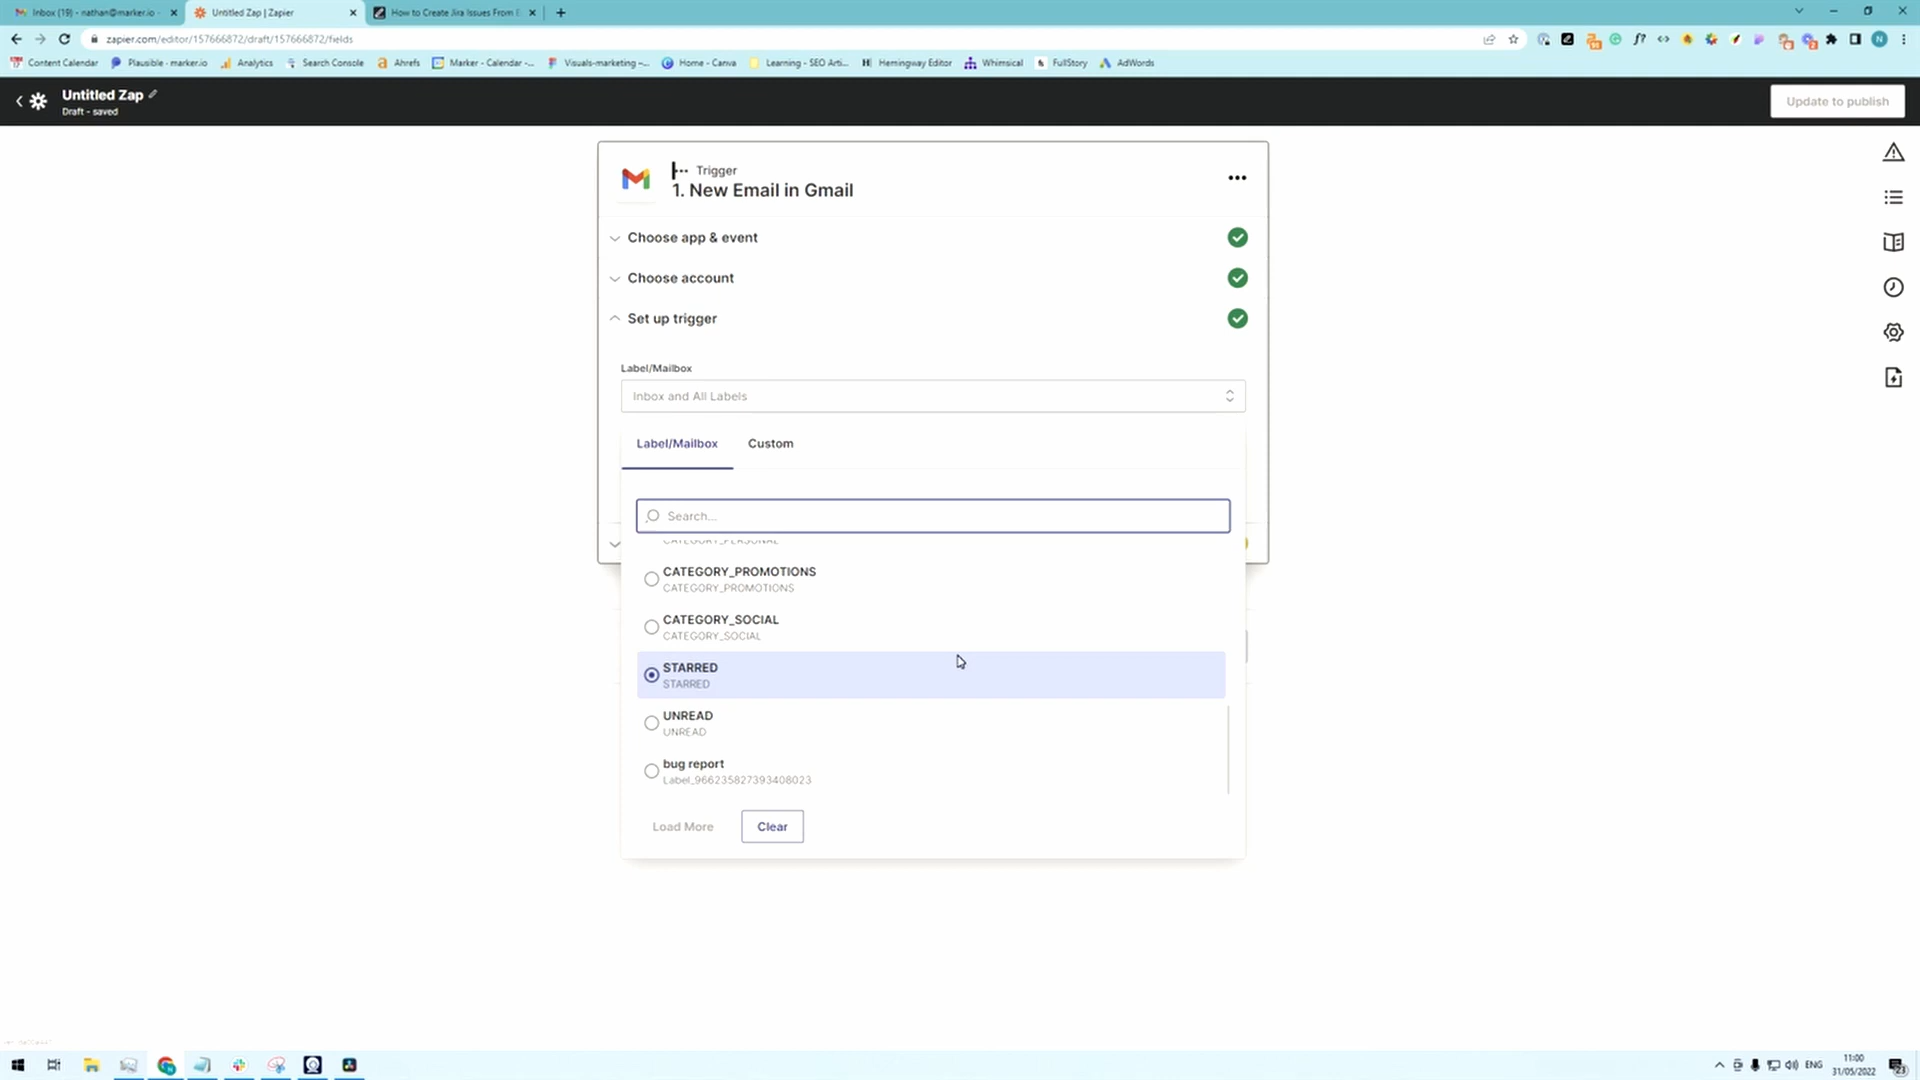 Inbox (19) - nathan@marker.io -
Untitled Zap | Zapier
How to Create Jira Issues From E
zapier.com/editor/157666872/draft/157666872/fields
Content Calendar
Plausible · marker.io
Analytics
Search Console
Ahrefs
Marker - Calendar -...
Visuals-marketing –...
Home - Canva
Learning - SEO Arti...
Hemingway Editor
Whimsical
FullStory
AdWords
Untitled Zap
Draft - saved
Update to publish
Trigger
1. New Email in Gmail
Choose app & event
Choose account
Set up trigger
Label/Mailbox
Inbox and All Labels
Label/Mailbox
Custom
Search...
CATEGORY_PERSONAL
CATEGORY_PROMOTIONS
CATEGORY_PROMOTIONS
CATEGORY_SOCIAL
CATEGORY_SOCIAL
STARRED
STARRED
UNREAD
UNREAD
bug report
Label_966235827393408023
Load More
Clear
ENG
11:00
31/05/2022
23